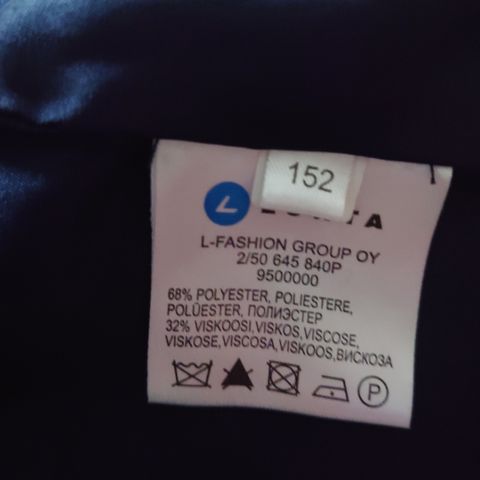 152
L-FASHION GROUP OY
2/50 645 840P
9500000
68% POLYESTER, POLIESTERE,
POLÜESTER, ПОЛИЭСТЕР
32% VISKOOSI,VISKOS,VISCOSE,
VISKOSE,VISCOSA,VISKOOS,ВИСКОЗА
P